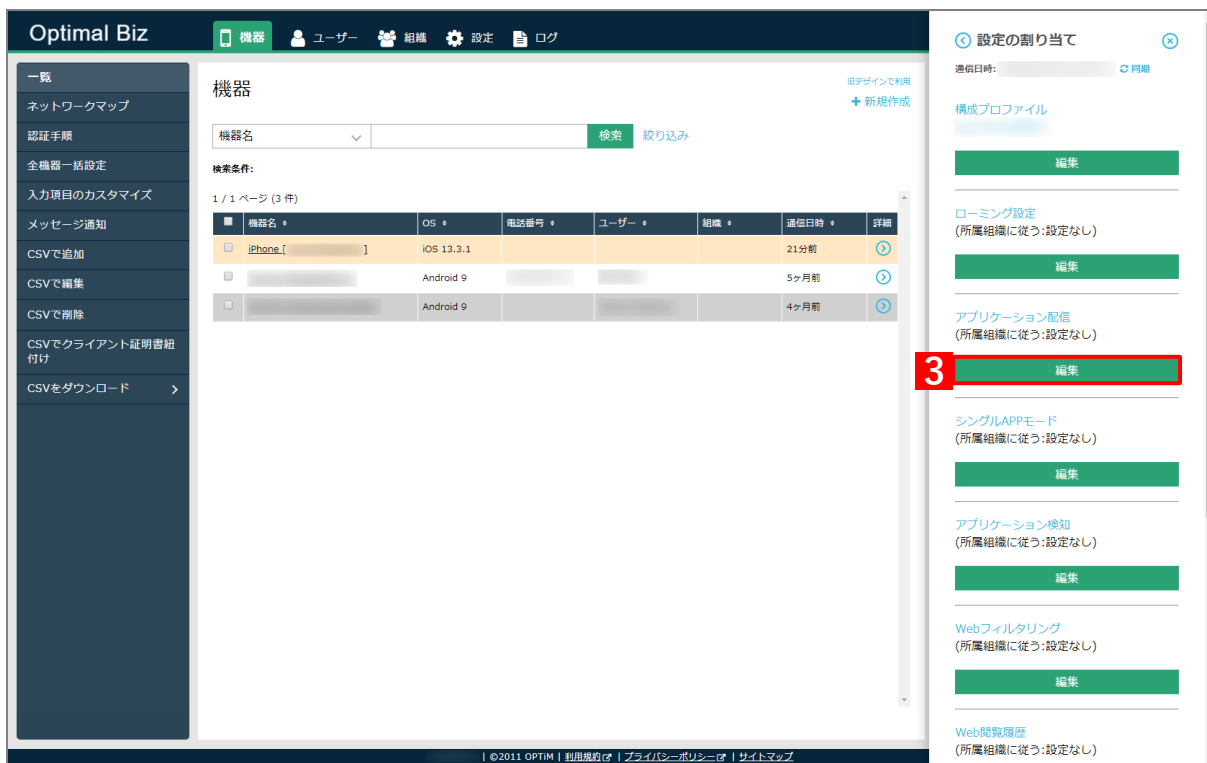 Optimal Biz
機器
ユーザー
組織
設定
ログ
一覧
ネットワークマップ
認証手順
全機器一括設定
入力項目のカスタマイズ
メッセージ通知
CSVで追加
CSVで編集
CSVで削除
CSVでクライアント証明書紐
付け
CSVをダウンロード
機器
旧デザインで利用
新規作成
機器名
検索
絞り込み
検索条件:
1 / 1 ページ (3 件)
機器名 OS 電話番号 ユーザー 組織 通信日時 詳細
iPhone [ ] iOS 13.3.1 21分前
Android 9 5ヶ月前
Android 9 4ヶ月前
設定の割り当て
通信日時: 同期
構成プロファイル
編集
ローミング設定
(所属組織に従う:設定なし)
編集
アプリケーション配信
(所属組織に従う:設定なし)
3
編集
シングルAPPモード
(所属組織に従う:設定なし)
編集
アプリケーション検知
(所属組織に従う:設定なし)
編集
Webフィルタリング
(所属組織に従う:設定なし)
編集
Web閲覧履歴
(所属組織に従う:設定なし)
| ©2011 OPTiM | 利用規約 | プライバシーポリシー | サイトマップ